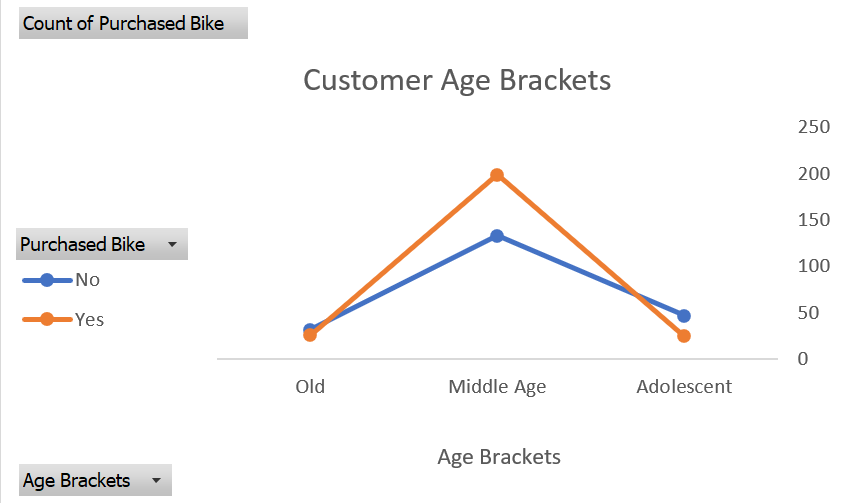 Count of Purchased Bike
Customer Age Brackets
250
200
150
100
50
0
Purchased Bike
No
Yes
Old Middle Age Adolescent
Age Brackets
Age Brackets